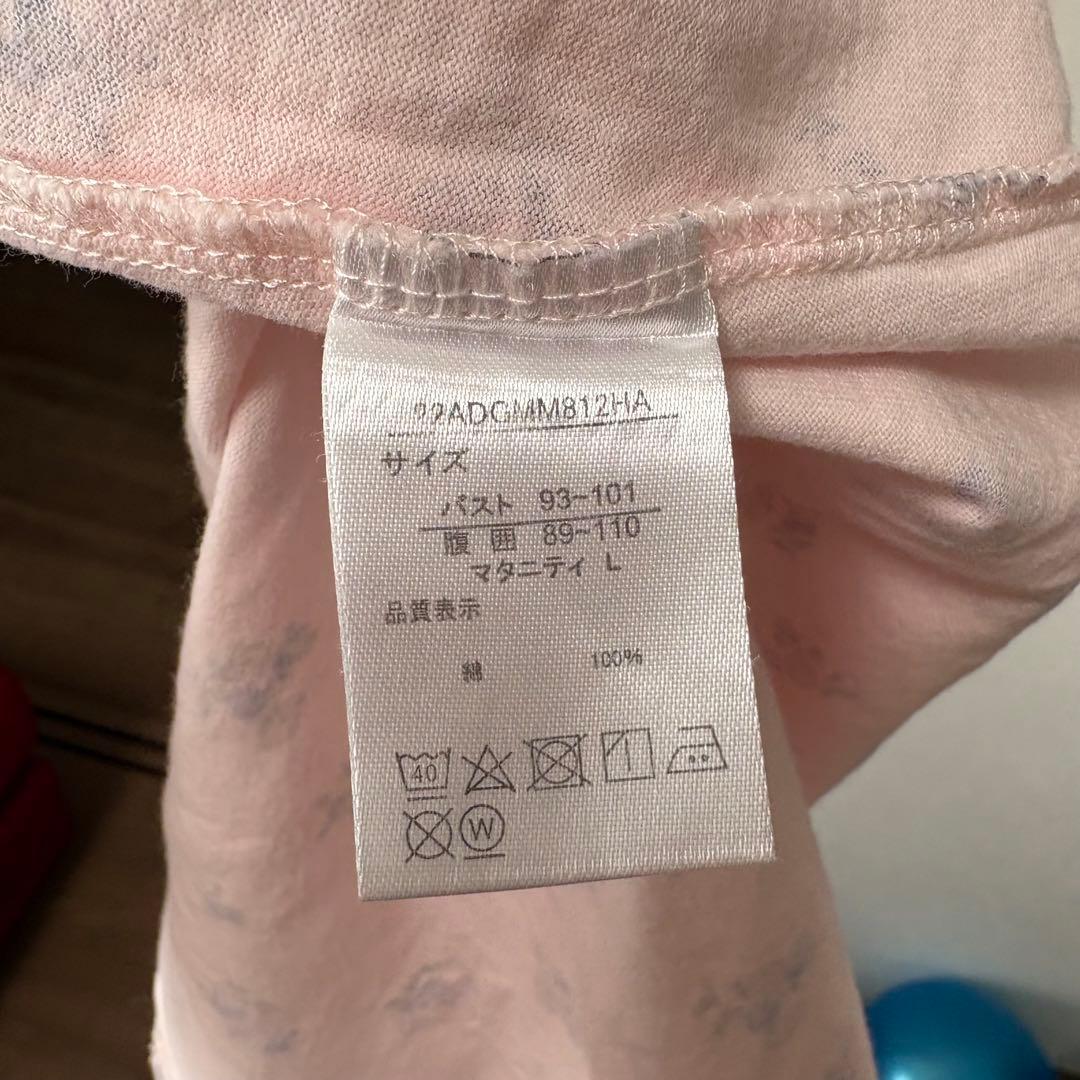 サイズ
バスト 93~101
腹囲 89~110
マタニティ L
品質表示
綿 100%
40
W